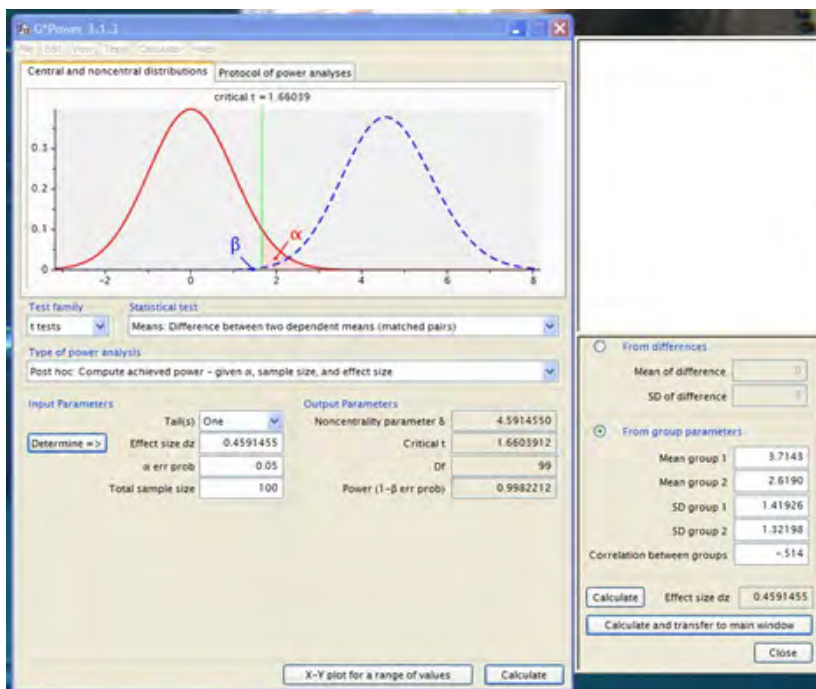 G*Power 3.1.2
File Edit View Tests Calculator Help
Central and noncentral distributions Protocol of power analyses
critical t = 1.66039
0.3
0.2
0.1
0
β
α
-2 0 2 4 6 8
Test family Statistical test
t tests Means: Difference between two dependent means (matched pairs)
Type of power analysis
Post hoc: Compute achieved power - given α, sample size, and effect size
Input Parameters Output Parameters
Tail(s) One Noncentrality parameter δ 4.5914550
Determine => Effect size dz 0.4591455 Critical t 1.6603912
α err prob 0.05 Df 99
Total sample size 100 Power (1-β err prob) 0.9982212
X-Y plot for a range of values Calculate
From differences
Mean of difference 0
SD of difference
From group parameters
Mean group 1 3.7143
Mean group 2 2.6190
SD group 1 1.41926
SD group 2 1.32198
Correlation between groups -.514
Calculate Effect size dz 0.4591455
Calculate and transfer to main window
Close